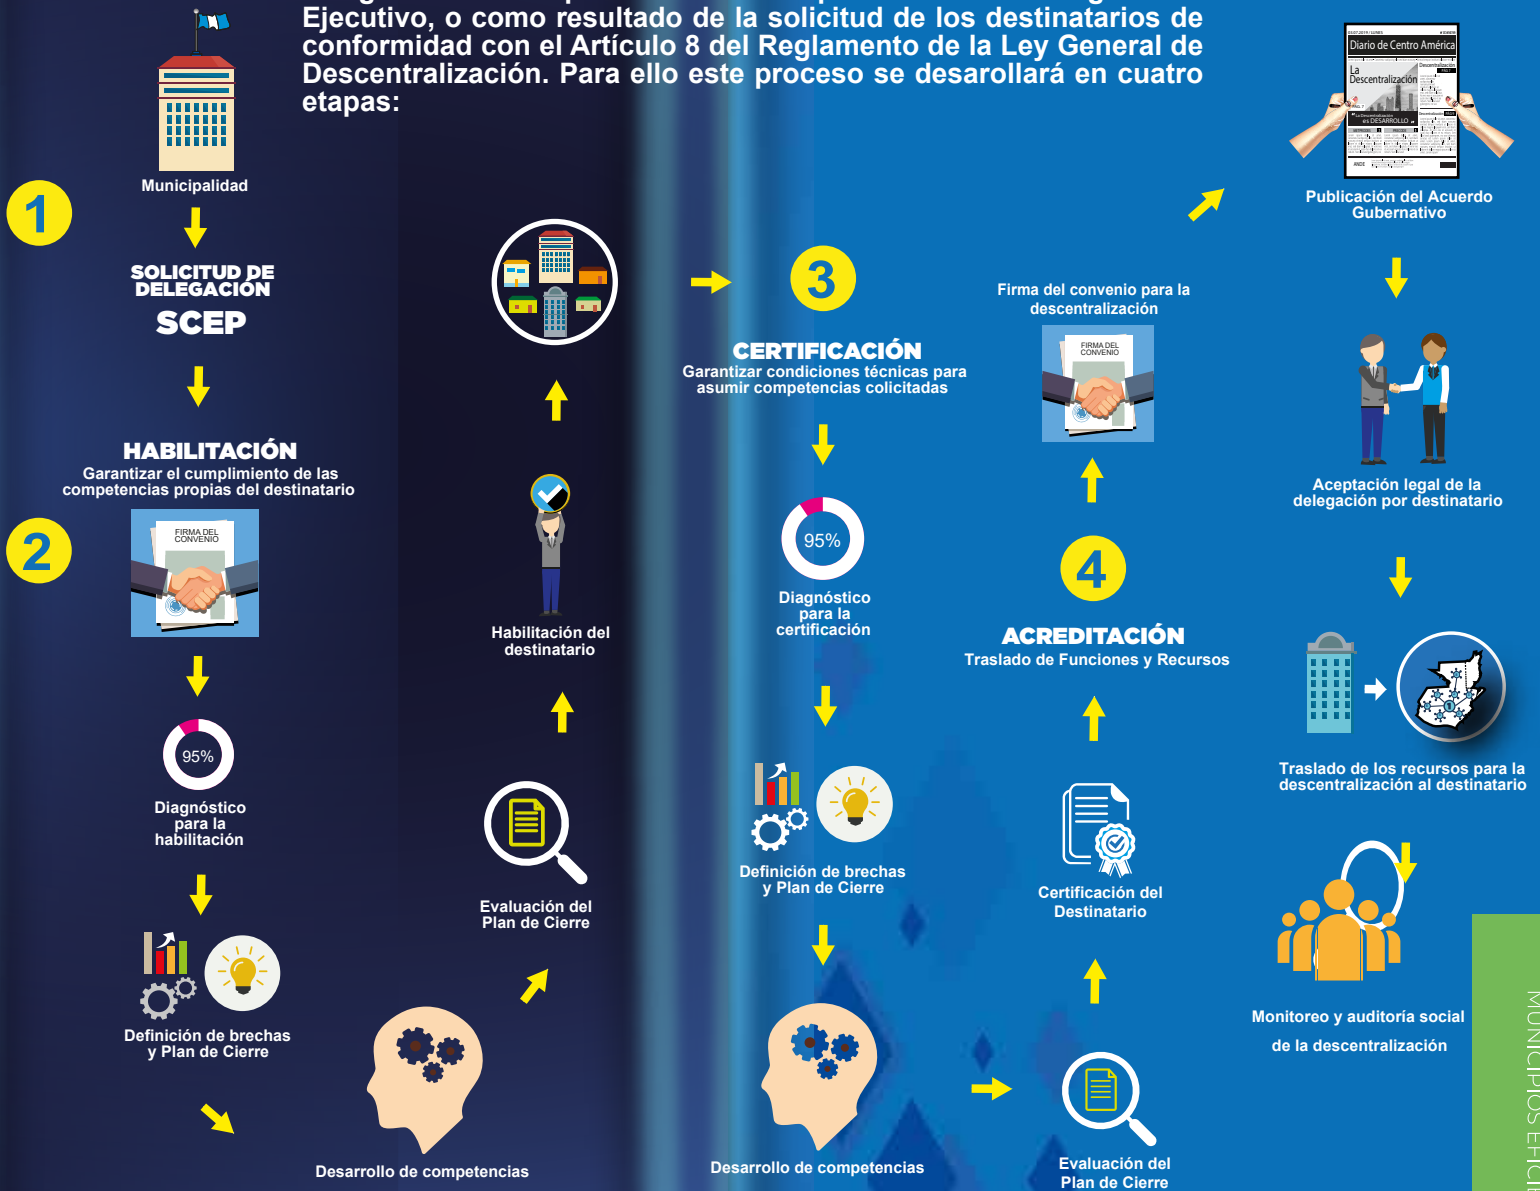 Ejecutivo, o como resultado de la solicitud de los destinatarios de
conformidad con el Artículo 8 del Reglamento de la Ley General de
Descentralización. Para ello este proceso se desarollará en cuatro
etapas:
Municipalidad
1
SOLICITUD DE
DELEGACIÓN
SCEP
HABILITACIÓN
Garantizar el cumplimiento de las
competencias propias del destinatario
2
FIRMA DEL
CONVENIO
95%
Diagnóstico
para la
habilitación
Definición de brechas
y Plan de Cierre
Desarrollo de competencias
Evaluación del
Plan de Cierre
Habilitación del
destinatario
3
CERTIFICACIÓN
Garantizar condiciones técnicas para
asumir competencias colicitadas
95%
Diagnóstico
para la
certificación
Definición de brechas
y Plan de Cierre
Desarrollo de competencias
Evaluación del
Plan de Cierre
Certificación del
Destinatario
4
ACREDITACIÓN
Traslado de Funciones y Recursos
Firma del convenio para la
descentralización
FIRMA DEL
CONVENIO
Diario de Centro América
La
Descentralización
Descentralización
es DESARROLLO
Publicación del Acuerdo
Gubernativo
Aceptación legal de la
delegación por destinatario
Traslado de los recursos para la
descentralización al destinatario
Monitoreo y auditoría social
de la descentralización
MUNICIPIOS